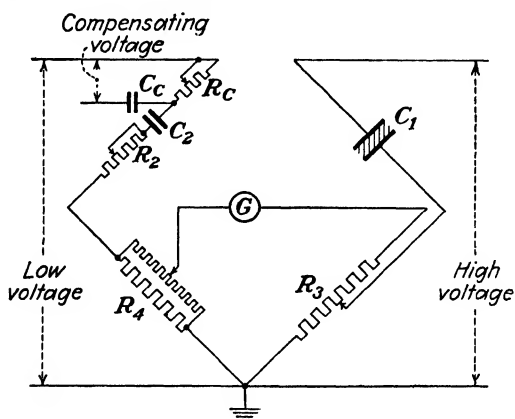 Compensating
voltage
C_C
R_C
C_2
R_2
C_1
G
Low
voltage
R_4
R_3
High
voltage